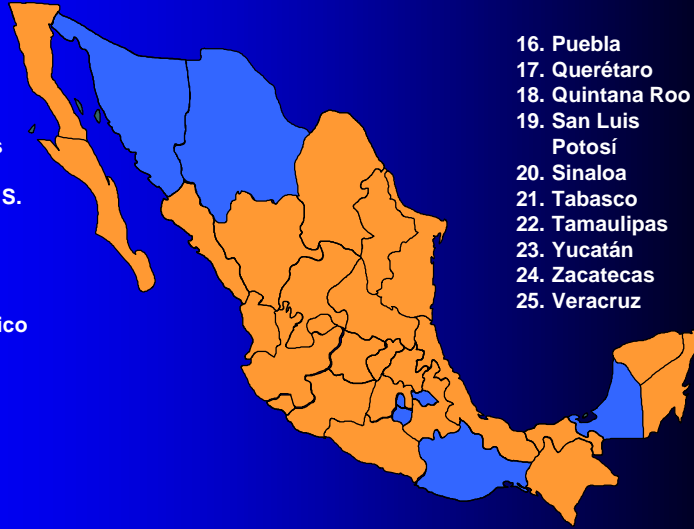 s
S.
ico
16. Puebla
17. Querétaro
18. Quintana Roo
19. San Luis
Potosí
20. Sinaloa
21. Tabasco
22. Tamaulipas
23. Yucatán
24. Zacatecas
25. Veracruz